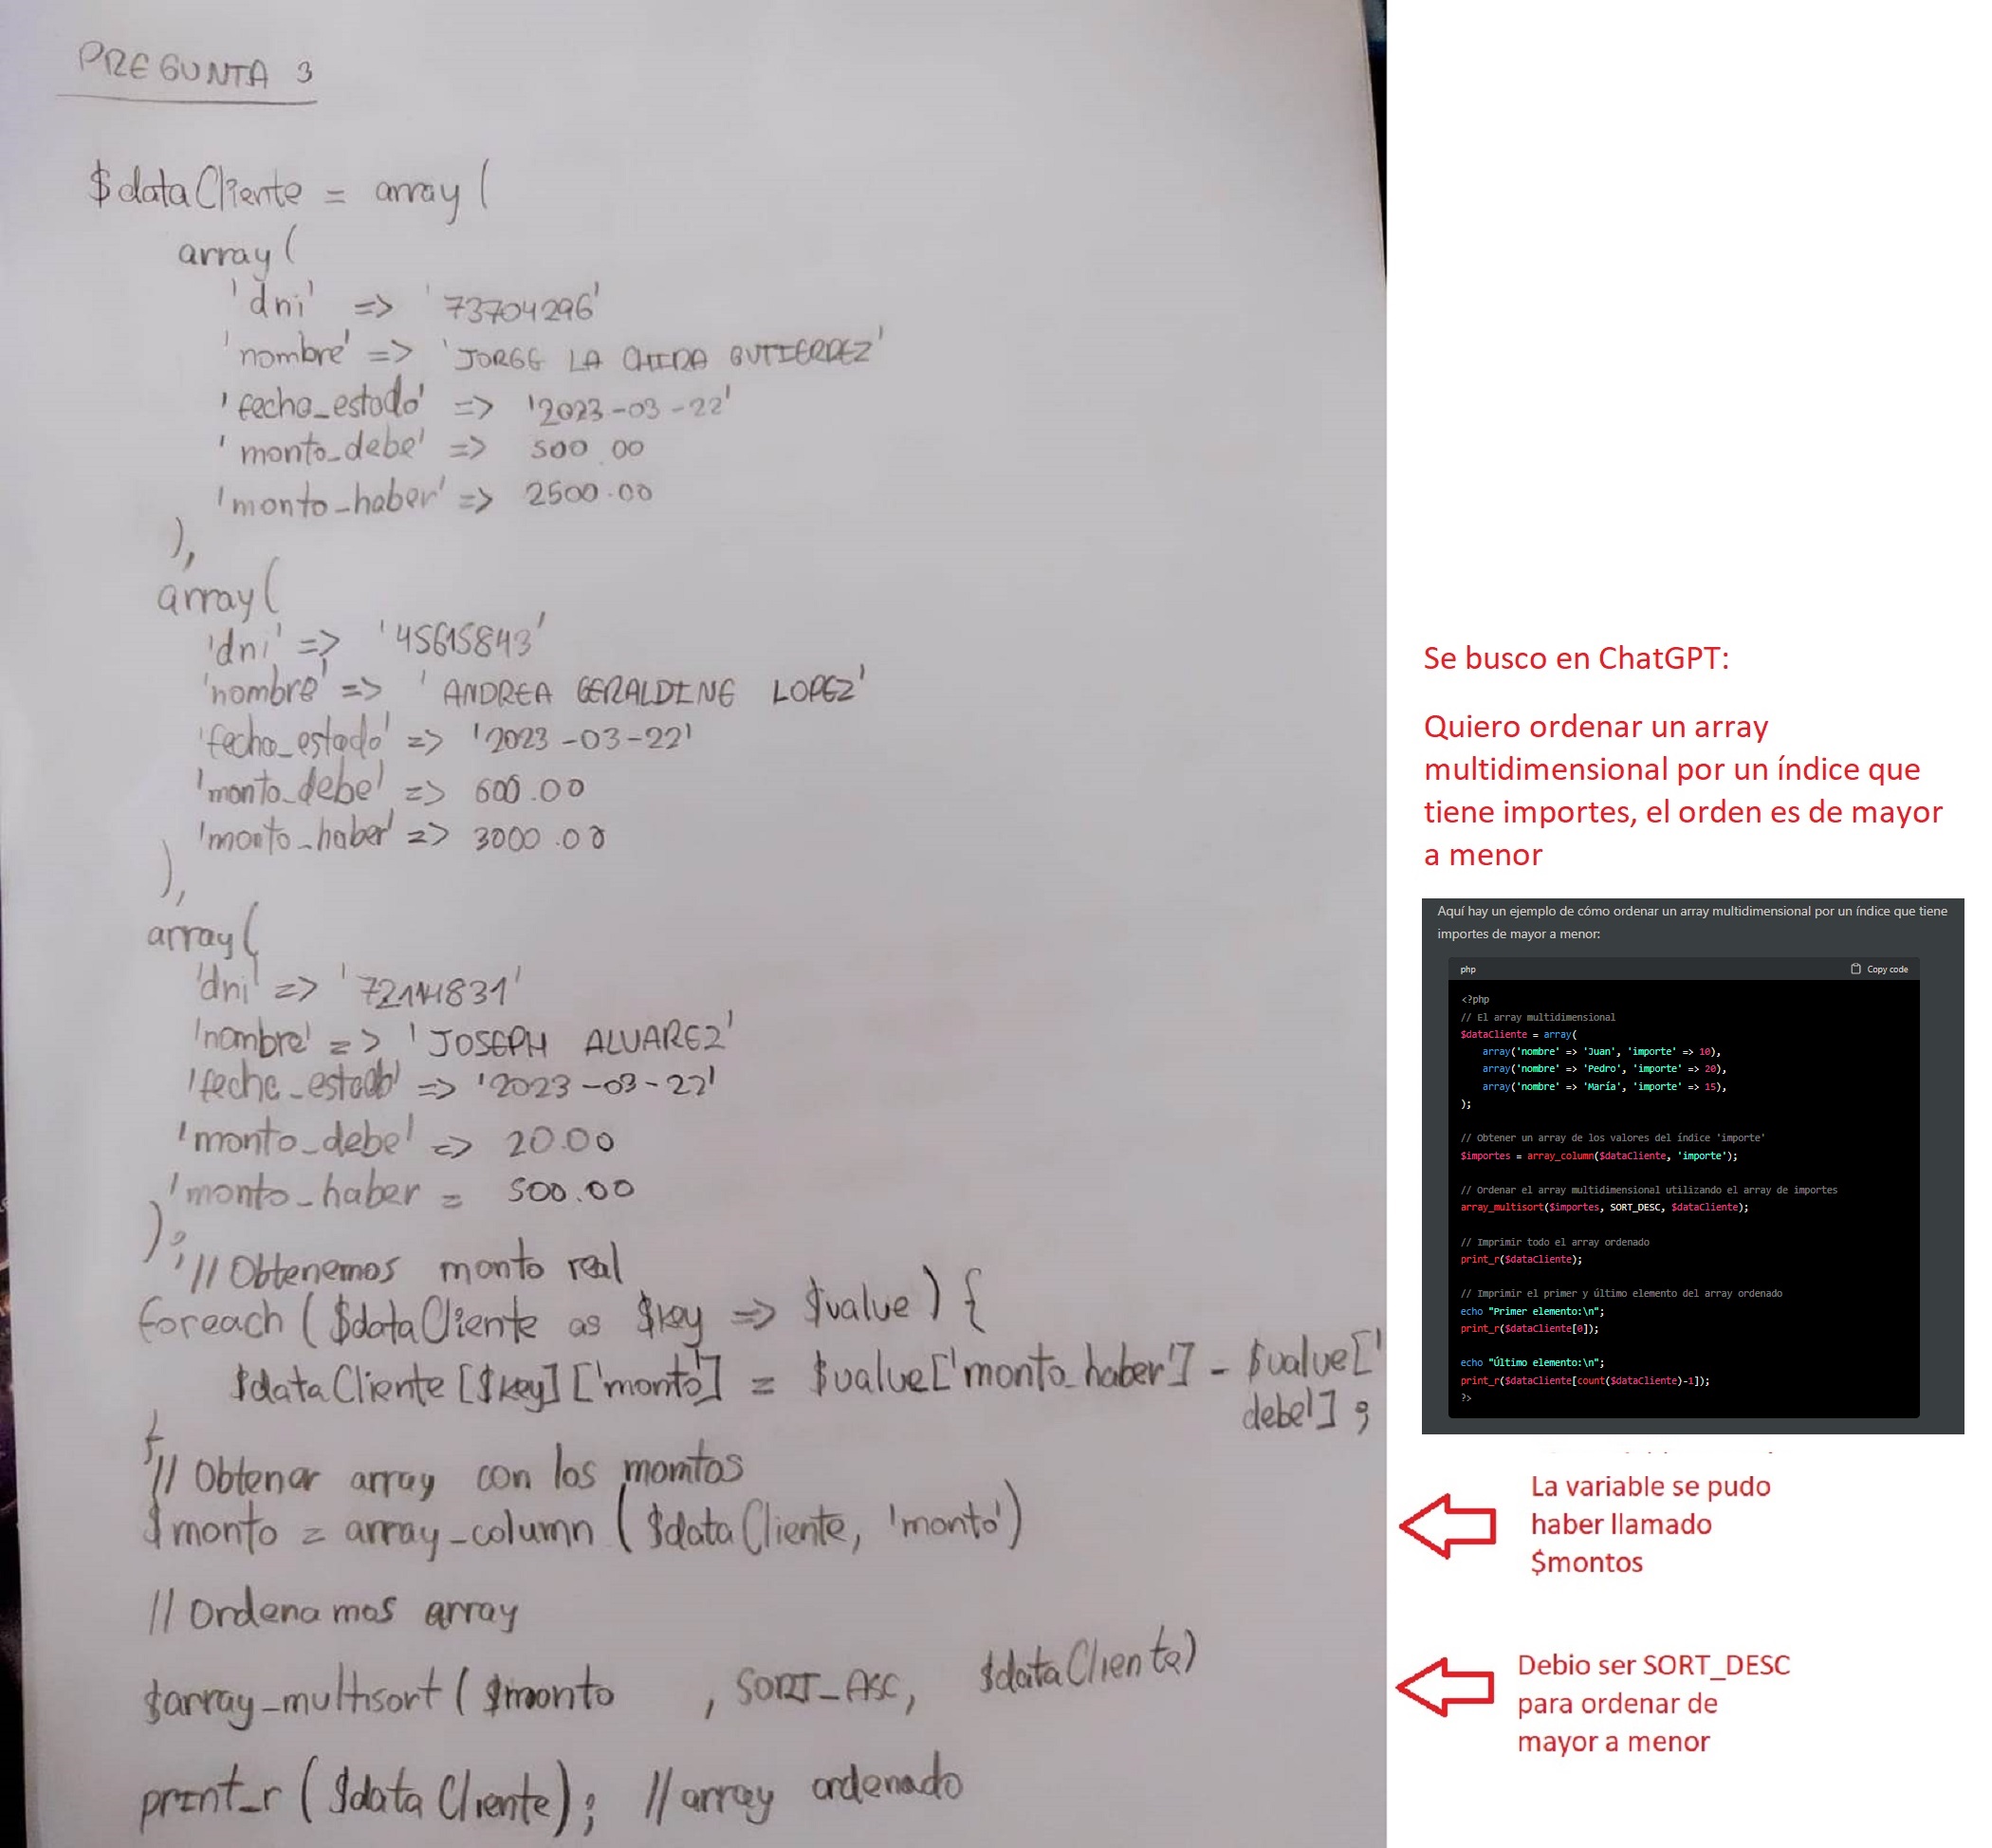 PREGUNTA 3
$dataCliente = array(
array(
'dni' => '73704296'
'nombre' => 'JORGE LA CHIRA GUTIERREZ'
'fecha_estado' => '2023-03-22'
'monto_debe' => 500.00
'monto_haber' => 2500.00
),
array(
'dni' => '45615843'
'nombre' => 'ANDREA GERALDINE LOPEZ'
'fecha_estado' => '2023-03-22'
'monto_debe' => 600.00
'monto_haber' => 3000.00
),
array(
'dni' => '72114831'
'nombre' => 'JOSEPH ALVAREZ'
'fecha_estado' => '2023-03-22'
'monto_debe' => 20.00
'monto_haber = 500.00
);
// Obtenemos monto real
foreach ($dataCliente as $key => $value) {
$dataCliente[$key]['monto'] = $value['monto_haber'] - $value['
debe'];
}
// Obtener array con los montos
$monto = array_column($dataCliente, 'monto')
// Ordenamos array
$array_multisort($monto , SORT_ASC, $dataCliente)
print_r($dataCliente); // array ordenado
Se busco en ChatGPT:
Quiero ordenar un array
multidimensional por un índice que
tiene importes, el orden es de mayor
a menor
Aquí hay un ejemplo de cómo ordenar un array multidimensional por un índice que tiene
importes de mayor a menor:
php Copy code
<?php
// El array multidimensional
$dataCliente = array(
array('nombre' => 'Juan', 'importe' => 10),
array('nombre' => 'Pedro', 'importe' => 20),
array('nombre' => 'María', 'importe' => 15),
);
// Obtener un array de los valores del índice 'importe'
$importes = array_column($dataCliente, 'importe');
// Ordenar el array multidimensional utilizando el array de importes
array_multisort($importes, SORT_DESC, $dataCliente);
// Imprimir todo el array ordenado
print_r($dataCliente);
// Imprimir el primer y último elemento del array ordenado
echo "Primer elemento:\n";
print_r($dataCliente[0]);
echo "Último elemento:\n";
print_r($dataCliente[count($dataCliente)-1]);
?>
La variable se pudo
haber llamado
$montos
Debio ser SORT_DESC
para ordenar de
mayor a menor